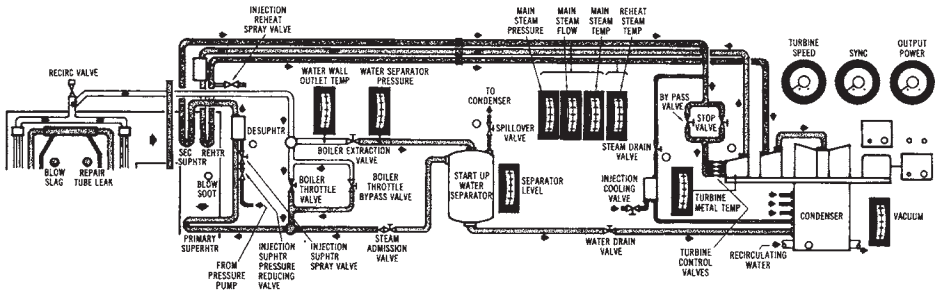 INJECTION
REHEAT
SPRAY VALVE
MAIN
STEAM
PRESSURE
MAIN
STEAM
FLOW
MAIN
STEAM
TEMP
REHEAT
STEAM
TEMP
TURBINE
SPEED
SYNC
OUTPUT
POWER
RECIRC VALVE
WATER WALL
OUTLET TEMP
WATER SEPARATOR
PRESSURE
TO
CONDENSER
SPILLOVER
VALVE
BY PASS
VALVE
STOP
VALVE
STEAM DRAIN
VALVE
DESUPHTR
BOILER EXTRACTION
VALVE
SEC
SUPHTR
REHTR
BLOW
SLAG
REPAIR
TUBE LEAK
BLOW
SOOT
BOILER
THROTTLE
VALVE
BOILER
THROTTLE
BYPASS VALVE
START UP
WATER
SEPARATOR
SEPARATOR
LEVEL
INJECTION
COOLING
VALVE
TURBINE
METAL TEMP
CONDENSER
VACUUM
PRIMARY
SUPERHTR
FROM
PRESSURE
PUMP
INJECTION
SUPHTR
PRESSURE
REDUCING
VALVE
INJECTION
SUPHTR
SPRAY VALVE
STEAM
ADMISSION
VALVE
WATER DRAIN
VALVE
TURBINE
CONTROL
VALVES
RECIRCULATING
WATER